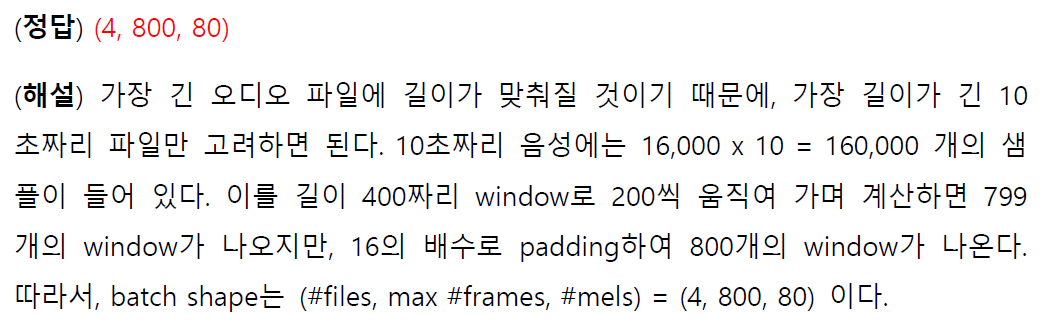 (정답) (4, 800, 80)
(해설) 가장 긴 오디오 파일에 길이가 맞춰질 것이기 때문에, 가장 길이가 긴 10
초짜리 파일만 고려하면 된다. 10초짜리 음성에는 16,000 x 10 = 160,000 개의 샘
플이 들어 있다. 이를 길이 400짜리 window로 200씩 움직여 가며 계산하면 799
개의 window가 나오지만, 16의 배수로 padding하여 800개의 window가 나온다.
따라서, batch shape는 (#files, max #frames, #mels) = (4, 800, 80) 이다.